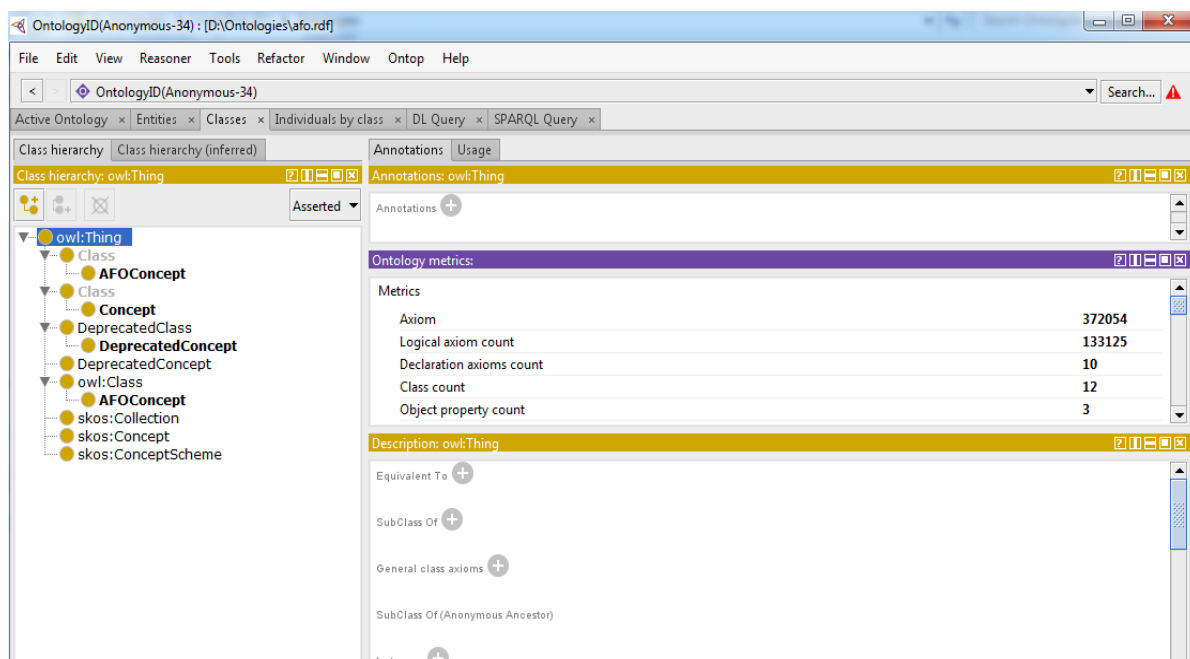 OntologyID(Anonymous-34) : [D:\Ontologies\afo.rdf]
File Edit View Reasoner Tools Refactor Window Ontop Help
< > OntologyID(Anonymous-34) Search...
Active Ontology × Entities × Classes × Individuals by class × DL Query × SPARQL Query ×
Class hierarchy Class hierarchy (inferred)
Class hierarchy: owl:Thing
Asserted
owl:Thing
Class
AFOConcept
Class
Concept
DeprecatedClass
DeprecatedConcept
DeprecatedConcept
owl:Class
AFOConcept
skos:Collection
skos:Concept
skos:ConceptScheme
Annotations Usage
Annotations: owl:Thing
Annotations
Ontology metrics:
Metrics
Axiom 372054
Logical axiom count 133125
Declaration axioms count 10
Class count 12
Object property count 3
Description: owl:Thing
Equivalent To
SubClass Of
General class axioms
SubClass Of (Anonymous Ancestor)